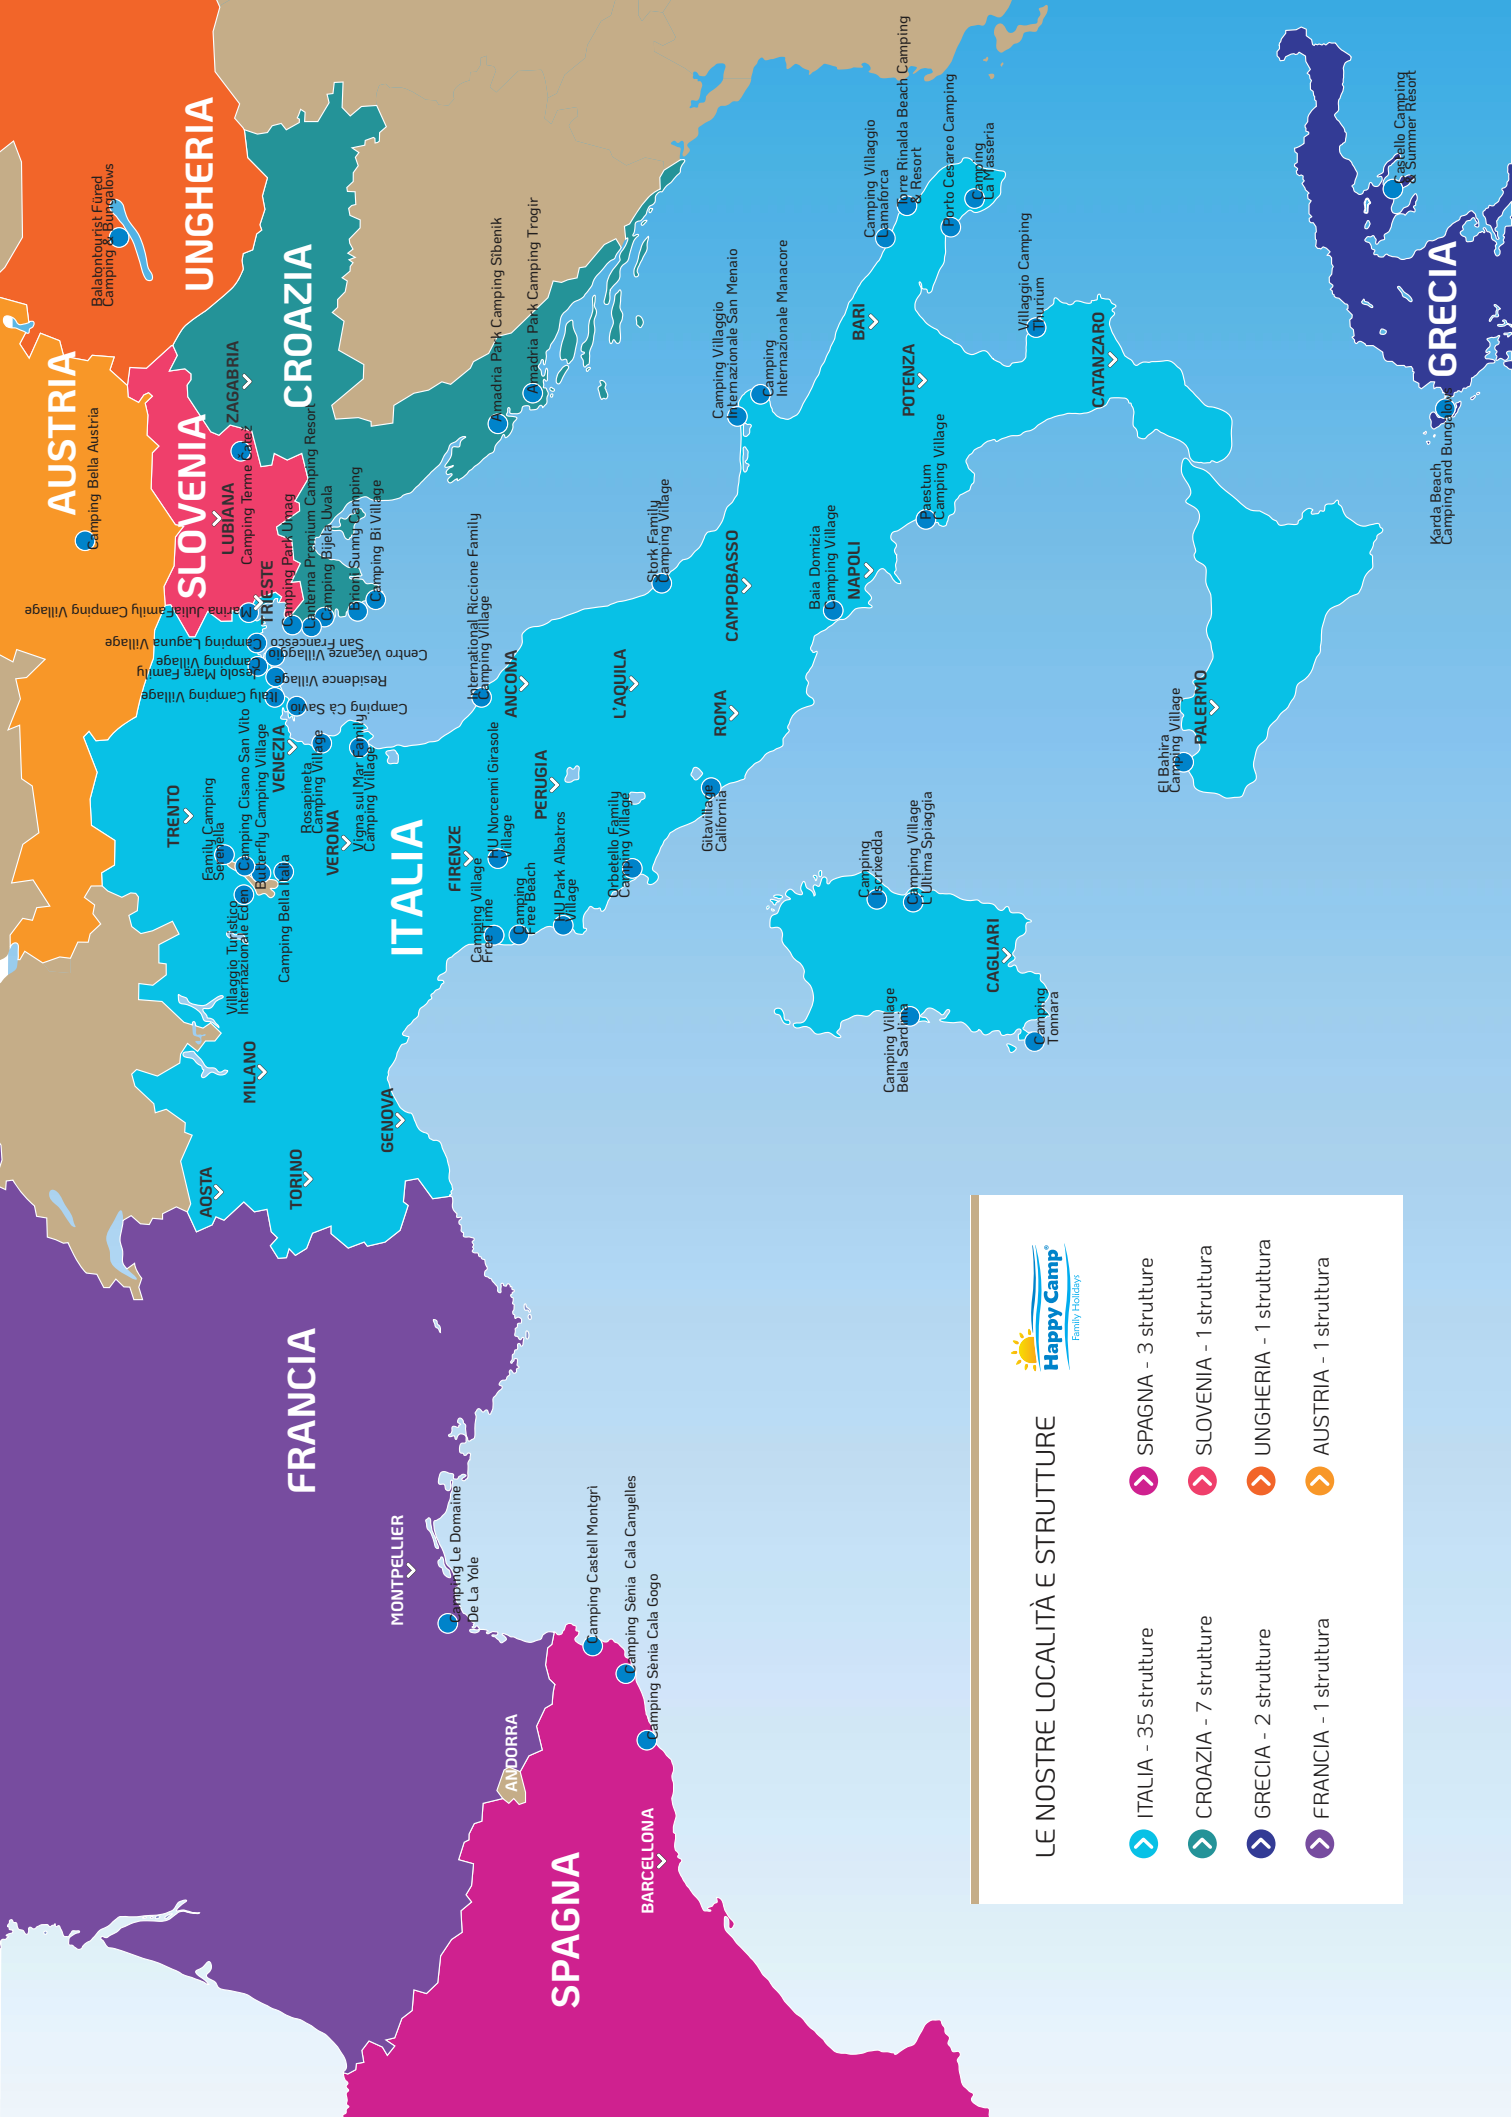 FRANCIA
MONTPELLIER
Camping Le Domaine
De La Yole
ANDORRA
SPAGNA
BARCELLONA
Camping Castell Montgrì
Camping Sènia Cala Canyelles
Camping Sènia Cala Gogo
AUSTRIA
Camping Bella Austria
UNGHERIA
Balatontourist Füred
Camping & Bungalows
SLOVENIA
LUBIANA
Camping Terme Čatež
CROAZIA
ZAGABRIA
Camping Park Umag
Lanterna Premium Camping Resort
Camping Bijela Uvala
Brioni Sunny Camping
Camping Bi Village
Amadria Park Camping Sibenik
Amadria Park Camping Trogir
ITALIA
AOSTA
TORINO
MILANO
GENOVA
TRENTO
VERONA
VENEZIA
TRIESTE
Marina Julia Family Camping Village
Camping Laguna Village
Centro Vacanze Villaggio
San Francesco
Jesolo Mare Family
Camping Village
Residence Village
Italy Camping Village
Camping Cà Savio
Family Camping
Serenella
Camping Cisano San Vito
Butterfly Camping Village
Villaggio Turistico
Internazionale Eden
Camping Bella Italia
Rosapineta
Camping Village
Vigna sul Mar Family
Camping Village
FIRENZE
HU Norcenni Girasole
Village
Camping Village
Free Time
Camping
Free Beach
HU Park Albatros
Village
International Riccione Family
Camping Village
ANCONA
PERUGIA
Orbetello Family
Camping Village
L'AQUILA
ROMA
Gitavillage
California
Stork Family
Camping Village
CAMPOBASSO
Camping Villaggio
Internazionale San Menaio
Camping
Internazionale Manacore
Baia Domizia
Camping Village
NAPOLI
Paestum
Camping Village
POTENZA
BARI
Camping Villaggio
Lamaforca
Torre Rinalda Beach Camping
& Resort
Porto Cesareo Camping
Camping
La Masseria
Villaggio Camping
Thurium
CATANZARO
El Bahira
Camping Village
PALERMO
Camping
Iscrixedda
Camping Village
L'Ultima Spiaggia
CAGLIARI
Camping Village
Bella Sardinia
Camping
Tonnara
GRECIA
Castello Camping
& Summer Resort
Karda Beach
Camping and Bungalows
LE NOSTRE LOCALITÀ E STRUTTURE
Happy Camp®
Family Holidays
ITALIA - 35 strutture
SPAGNA - 3 strutture
CROAZIA - 7 strutture
SLOVENIA - 1 struttura
GRECIA - 2 strutture
UNGHERIA - 1 struttura
FRANCIA - 1 struttura
AUSTRIA - 1 struttura